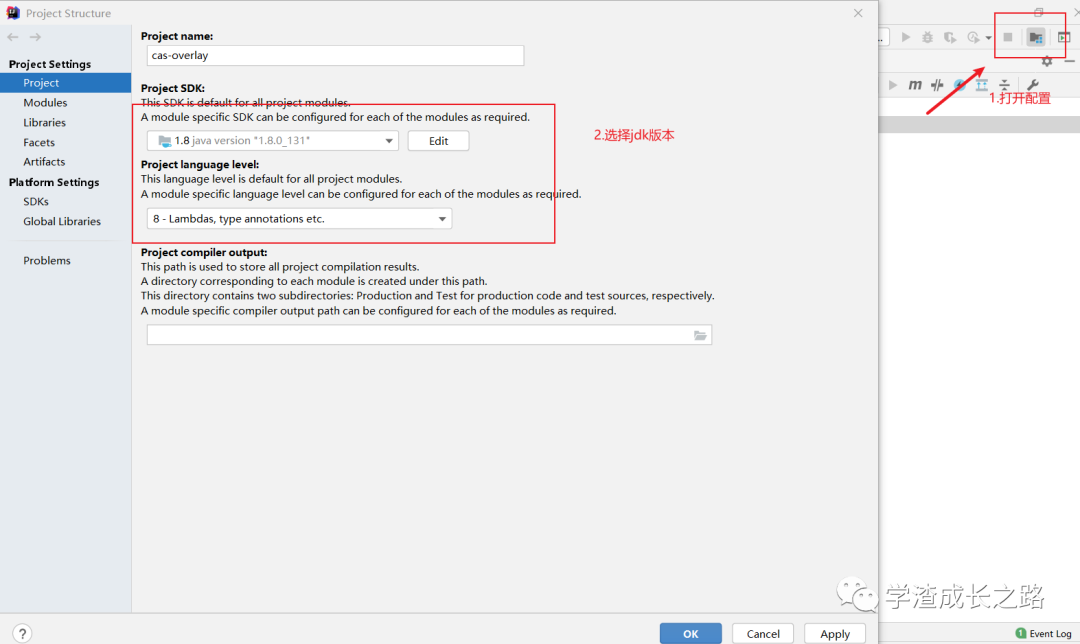 Project Structure
Project name:
cas-overlay
Project Settings
Project
Modules
Libraries
Facets
Artifacts
Platform Settings
SDKs
Global Libraries
Problems
Project SDK:
This SDK is default for all project modules.
A module specific SDK can be configured for each of the modules as required.
1.8 java version "1.8.0_131"
Edit
Project language level:
This language level is default for all project modules.
A module specific language level can be configured for each of the modules as required.
8 - Lambdas, type annotations etc.
Project compiler output:
This path is used to store all project compilation results.
A directory corresponding to each module is created under this path.
This directory contains two subdirectories: Production and Test for production code and test sources, respectively.
A module specific compiler output path can be configured for each of the modules as required.
2.选择jdk版本
m
1.打开配置
学渣成长之路
?
OK
Cancel
Apply
1 Event Log